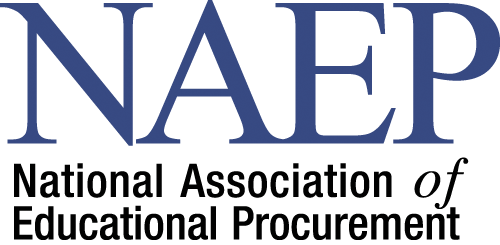 NAEP
National Association of
Educational Procurement